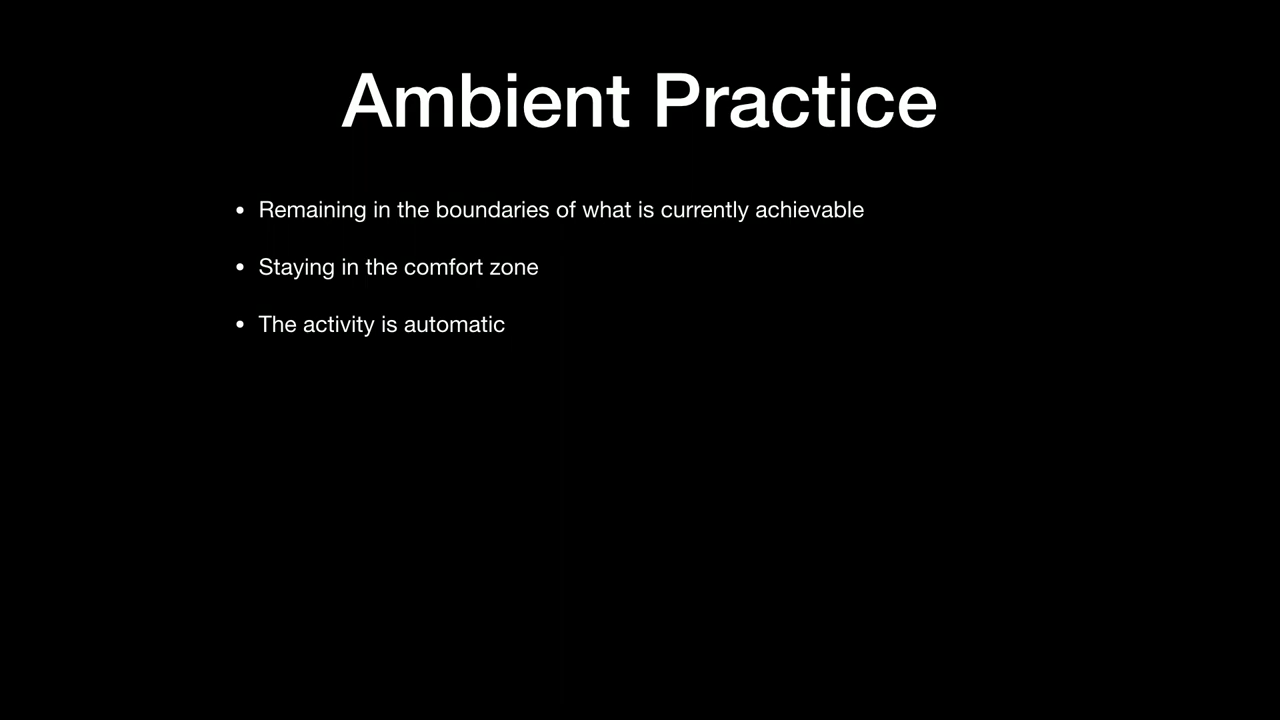 Ambient Practice
• Remaining in the boundaries of what is currently achievable
• Staying in the comfort zone
• The activity is automatic